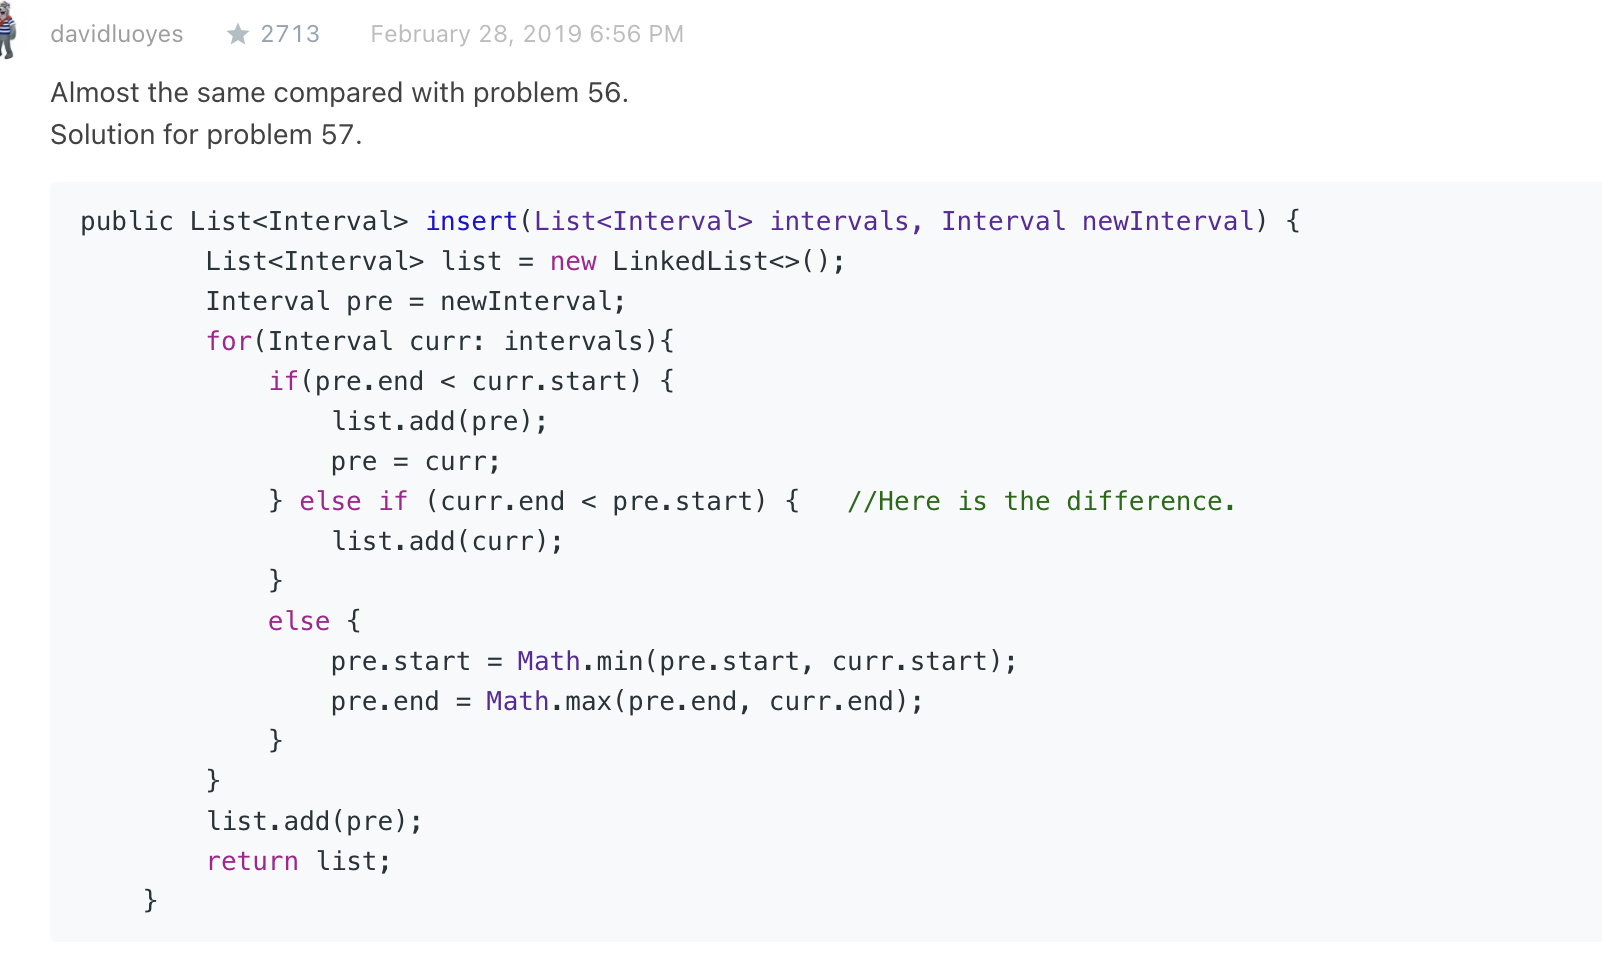 davidluoyes ★ 2713 February 28, 2019 6:56 PM
Almost the same compared with problem 56.
Solution for problem 57.
public List<Interval> insert(List<Interval> intervals, Interval newInterval) {
        List<Interval> list = new LinkedList<>();
        Interval pre = newInterval;
        for(Interval curr: intervals){
            if(pre.end < curr.start) {
                list.add(pre);
                pre = curr;
            } else if (curr.end < pre.start) {   //Here is the difference.
                list.add(curr);
            }
            else {
                pre.start = Math.min(pre.start, curr.start);
                pre.end = Math.max(pre.end, curr.end);
            }
        }
        list.add(pre);
        return list;
    }